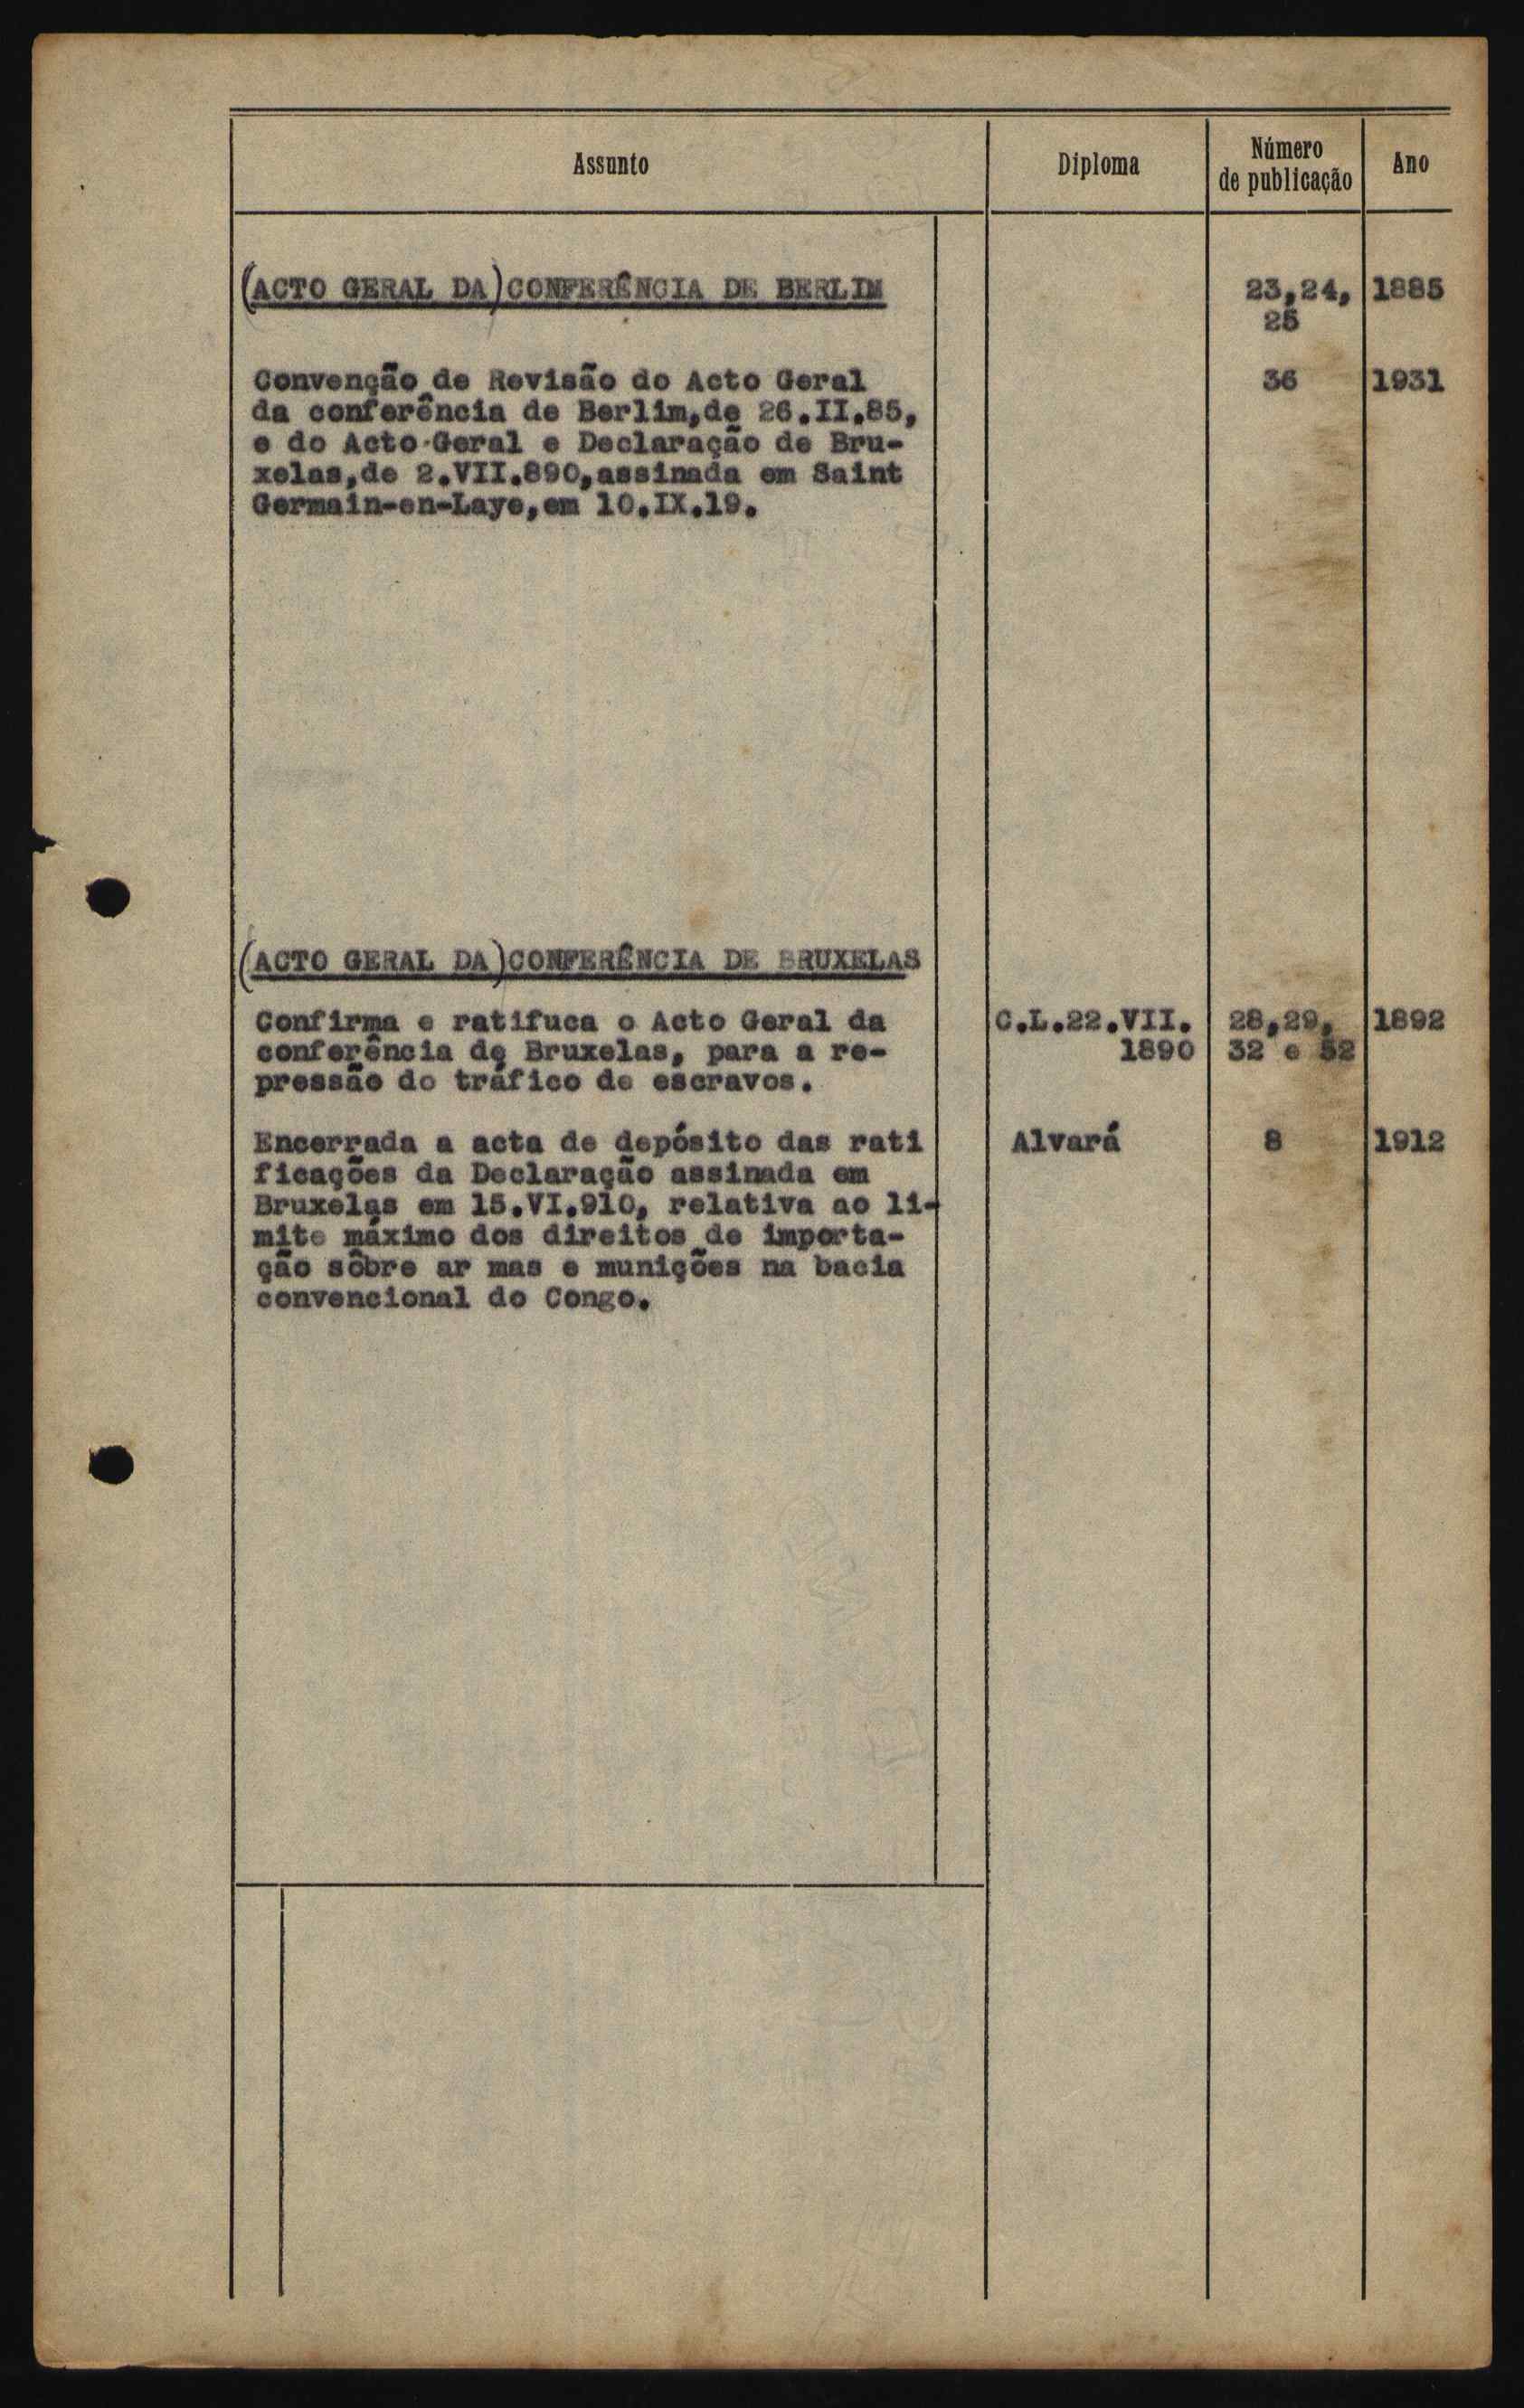 Assunto Diploma Número de publicação Ano
(ACTO GERAL DA) CONFERÊNCIA DE BERLIM 23,24, 1885
25
Convenção de Revisão do Acto Geral 36 1931
da conferência de Berlim,de 26.II.85,
e do Acto Geral e Declaração de Bru-
xelas,de 2.VII.890,assinada em Saint
Germain-en-Laye,em 10.IX.19.
(ACTO GERAL DA) CONFERÊNCIA DE BRUXELAS
Confirma e ratifuca o Acto Geral da C.L.22.VII. 28,29, 1892
conferência de Bruxelas, para a re- 1890 32 e 52
pressão do tráfico de escravos.
Encerrada a acta de depósito das rati Alvará 8 1912
ficações da Declaração assinada em
Bruxelas em 15.VI.910, relativa ao li-
mite máximo dos direitos de importa-
ção sôbre ar mas e munições na bacia
convencional do Congo.